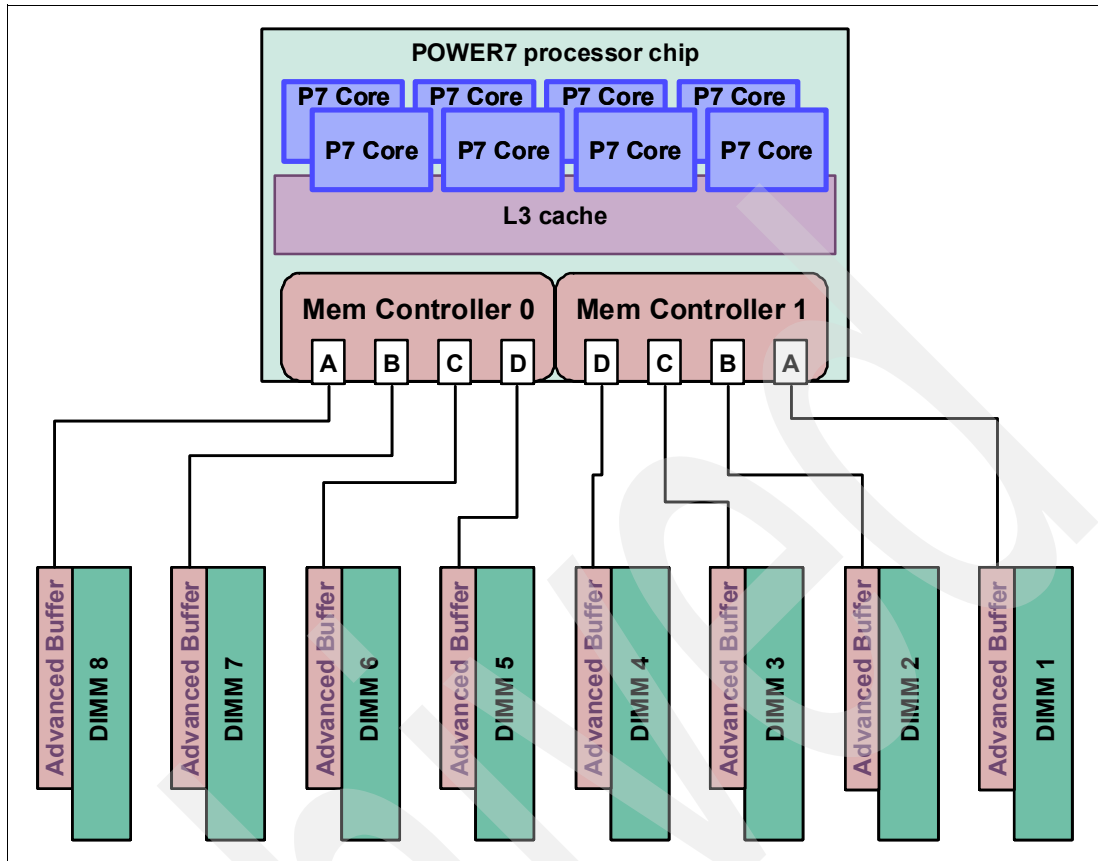 POWER7 processor chip
P7 Core P7 Core P7 Core P7 Core
P7 Core P7 Core P7 Core P7 Core
L3 cache
Mem Controller 0 Mem Controller 1
A B C D D C B A
Advanced Buffer
DIMM 8
Advanced Buffer
DIMM 7
Advanced Buffer
DIMM 6
Advanced Buffer
DIMM 5
Advanced Buffer
DIMM 4
Advanced Buffer
DIMM 3
Advanced Buffer
DIMM 2
Advanced Buffer
DIMM 1